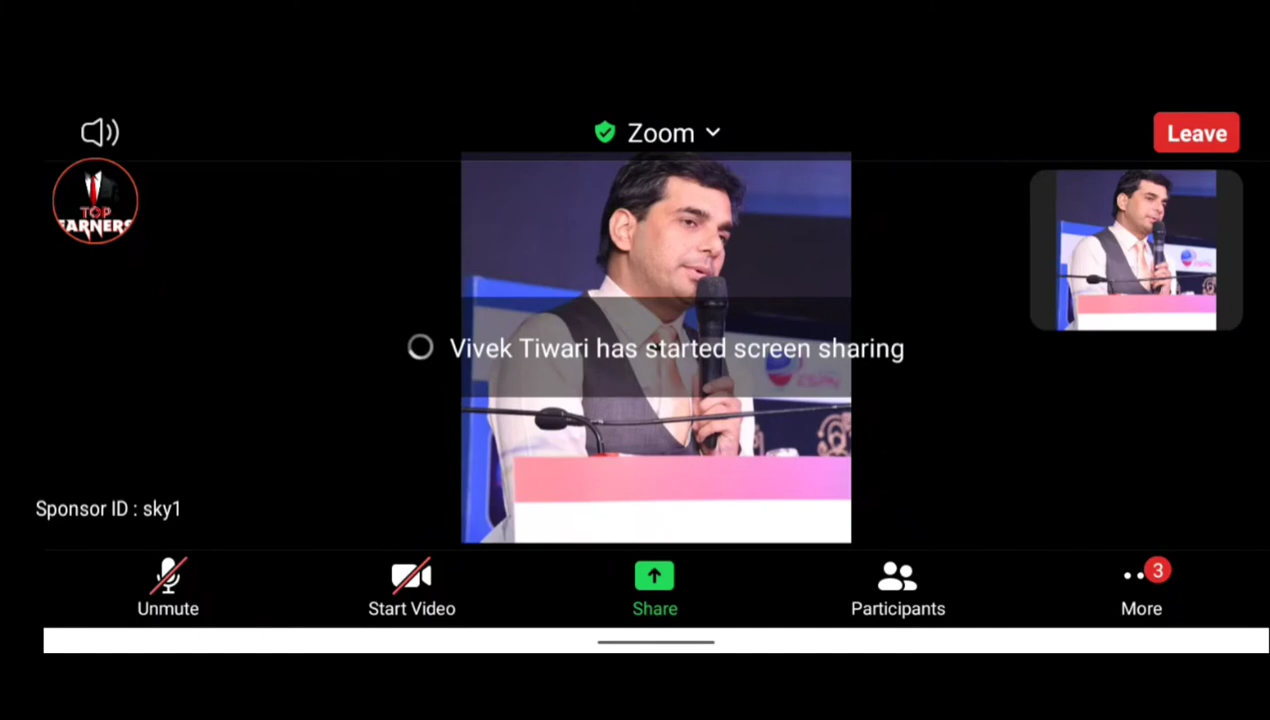 Zoom
Leave
TOP
EARNERS
Vivek Tiwari has started screen sharing
Sponsor ID : sky1
3
Unmute
Start Video
Share
Participants
More